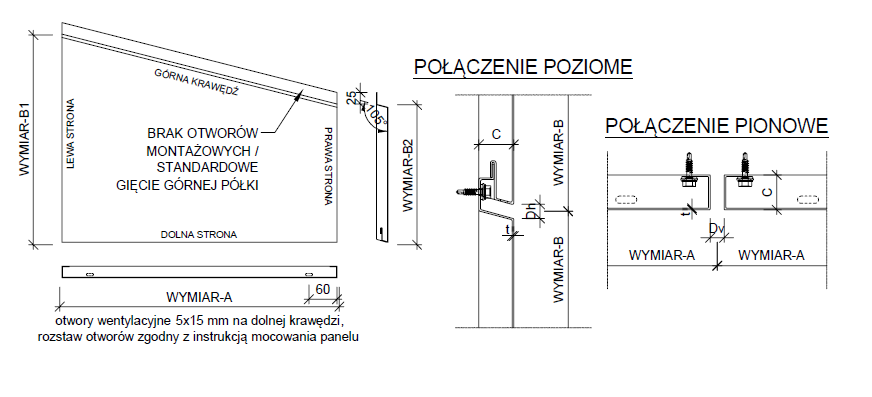 GÓRNA KRAWĘDŹ
WYMIAR-B1
LEWA STRONA
BRAK OTWORÓW
MONTAŻOWYCH /
STANDARDOWE
GIĘCIE GÓRNEJ PÓŁKI
PRAWA STRONA
DOLNA STRONA
25
105°
WYMIAR-B2
60
WYMIAR-A
otwory wentylacyjne 5x15 mm na dolnej krawędzi,
rozstaw otworów zgodny z instrukcją mocowania panelu
POŁĄCZENIE POZIOME
C
WYMIAR-B
Dh
t
WYMIAR-B
POŁĄCZENIE PIONOWE
C
t
Dv
WYMIAR-A
WYMIAR-A